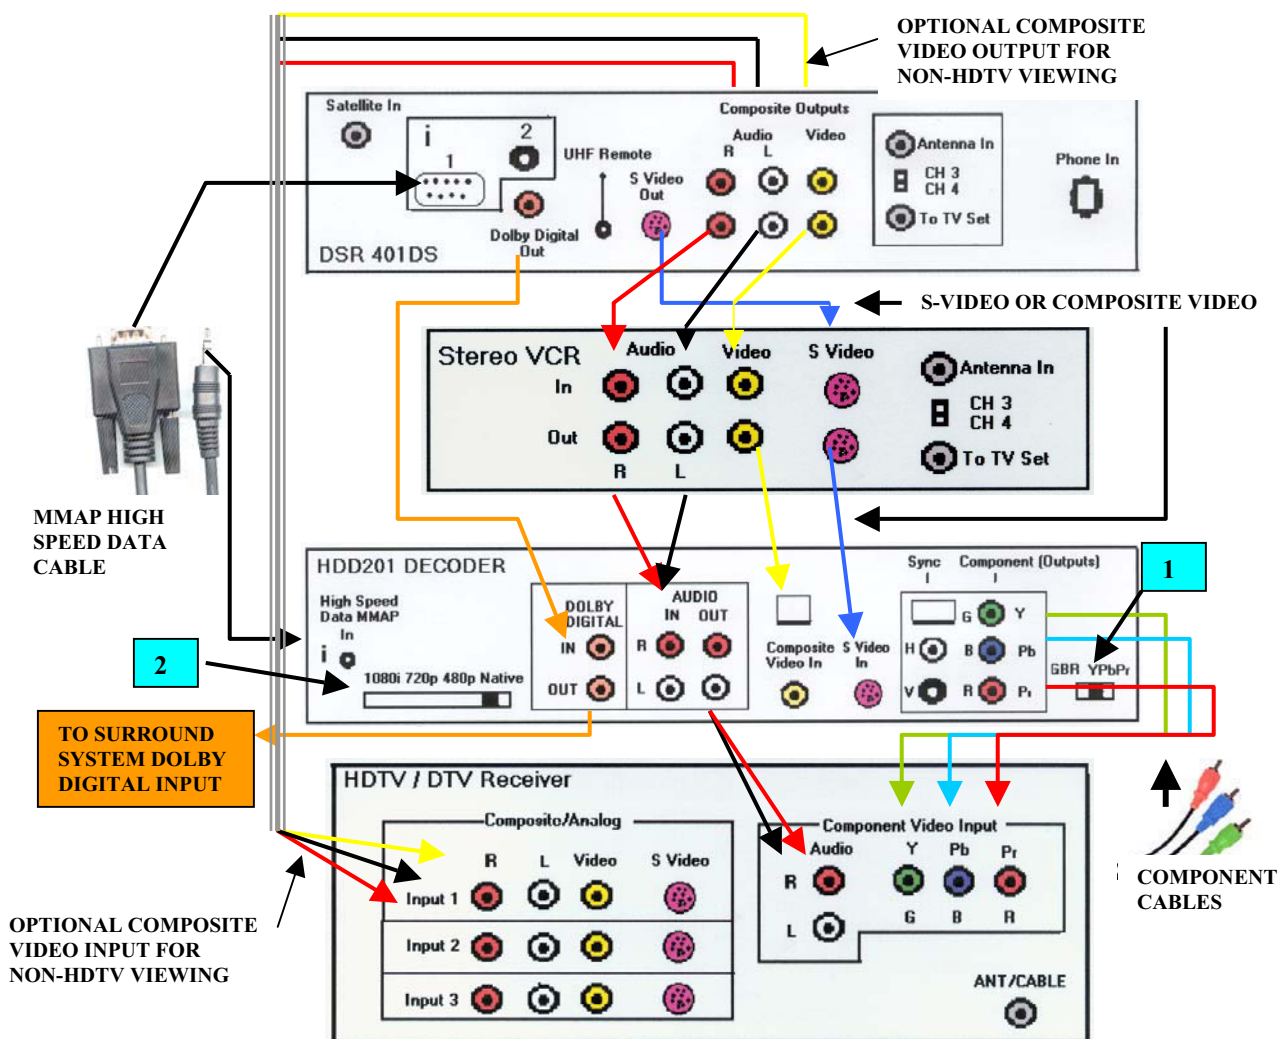 OPTIONAL COMPOSITE
VIDEO OUTPUT FOR
NON-HDTV VIEWING
Satellite In
i
1
2
UHF Remote
Dolby Digital
Out
S Video
Out
Composite Outputs
Audio
R L
Video
Antenna In
CH 3
CH 4
To TV Set
Phone In
DSR 401DS
S-VIDEO OR COMPOSITE VIDEO
Stereo VCR
Audio
Video
S Video
In
Out
R L
Antenna In
CH 3
CH 4
To TV Set
MMAP HIGH
SPEED DATA
CABLE
HDD201 DECODER
High Speed
Data MMAP
In
i
2
1080i 720p 480p Native
DOLBY
DIGITAL
IN
OUT
AUDIO
IN OUT
R
L
Composite
Video In
S Video
In
Sync
H
V
Component (Outputs)
G Y
B Pb
R Pr
GBR YPbPr
1
TO SURROUND
SYSTEM DOLBY
DIGITAL INPUT
HDTV / DTV Receiver
Composite/Analog
R L Video S Video
Input 1
Input 2
Input 3
Component Video Input
Audio Y Pb Pr
R
L
G B R
ANT/CABLE
COMPONENT
CABLES
OPTIONAL COMPOSITE
VIDEO INPUT FOR
NON-HDTV VIEWING